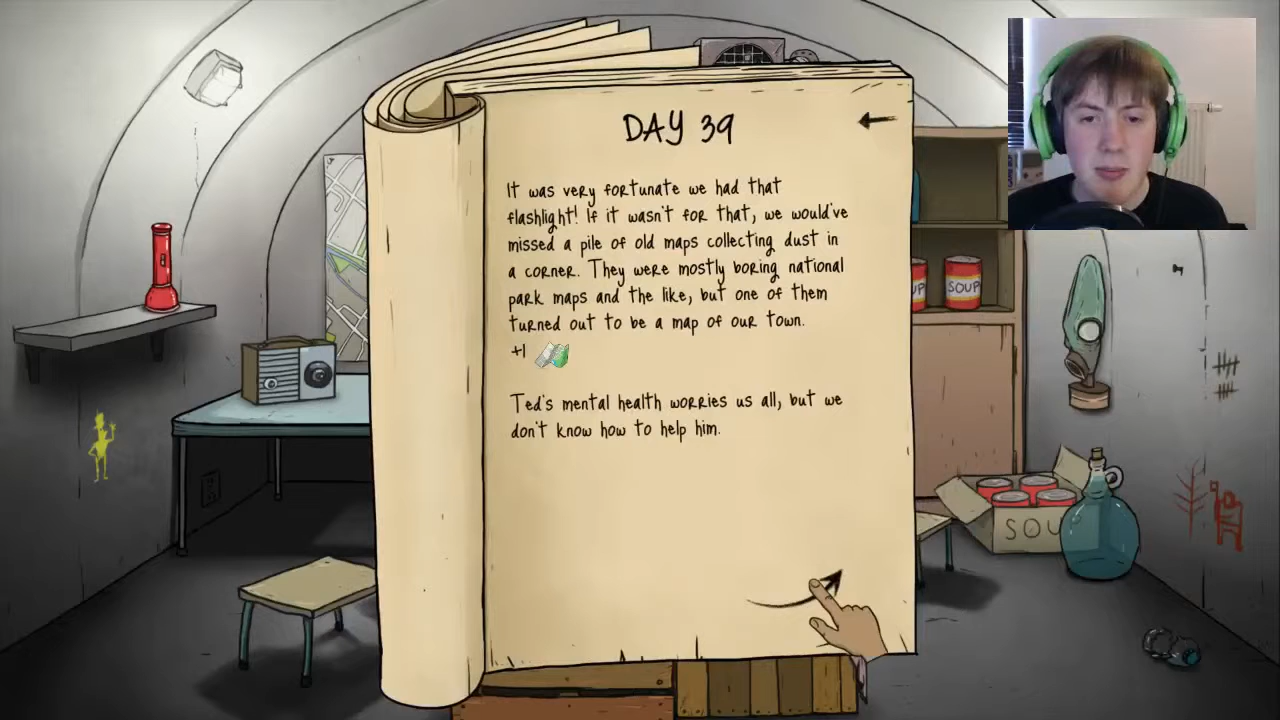 DAY 39
It was very fortunate we had that
flashlight! If it wasn't for that, we would've
missed a pile of old maps collecting dust in
a corner. They were mostly boring national
park maps and the like, but one of them
turned out to be a map of our town.
+1
Ted's mental health worries us all, but we
don't know how to help him.
UP
SOUP
SOU